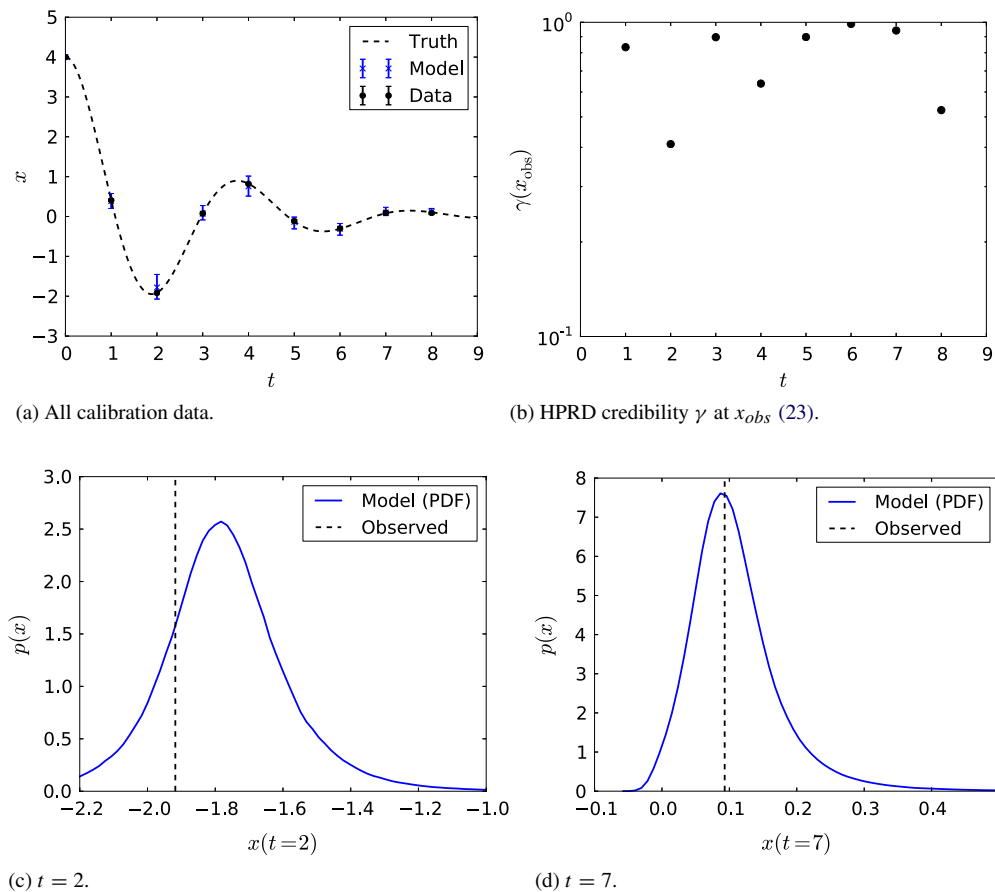 5
4
3
2
1
0
−1
−2
−3
x
0 1 2 3 4 5 6 7 8 9
t
Truth
Model
Data
(a) All calibration data.
10⁰
10⁻¹
γ(x_obs)
0 1 2 3 4 5 6 7 8 9
t
(b) HPRD credibility γ at x_obs (23).
3.0
2.5
2.0
1.5
1.0
0.5
0.0
p(x)
−2.2 −2.0 −1.8 −1.6 −1.4 −1.2 −1.0
x(t=2)
Model (PDF)
Observed
(c) t = 2.
8
7
6
5
4
3
2
1
0
p(x)
−0.1 0.0 0.1 0.2 0.3 0.4
x(t=7)
Model (PDF)
Observed
(d) t = 7.